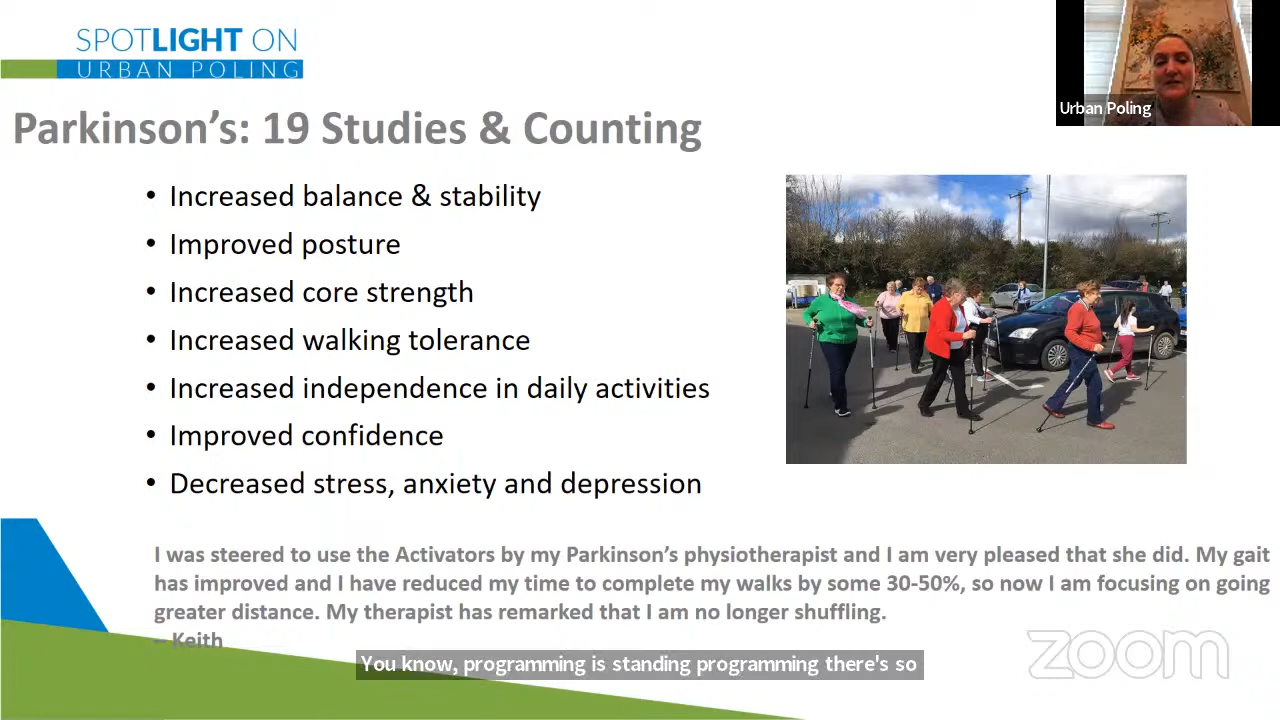 SPOTLIGHT ON
URBAN POLING
Urban Poling
Parkinson's: 19 Studies & Counting
• Increased balance & stability
• Improved posture
• Increased core strength
• Increased walking tolerance
• Increased independence in daily activities
• Improved confidence
• Decreased stress, anxiety and depression
I was steered to use the Activators by my Parkinson's physiotherapist and I am very pleased that she did. My gait
has improved and I have reduced my time to complete my walks by some 30-50%, so now I am focusing on going
greater distance. My therapist has remarked that I am no longer shuffling.
– Keith
You know, programming is standing programming there's so
zoom